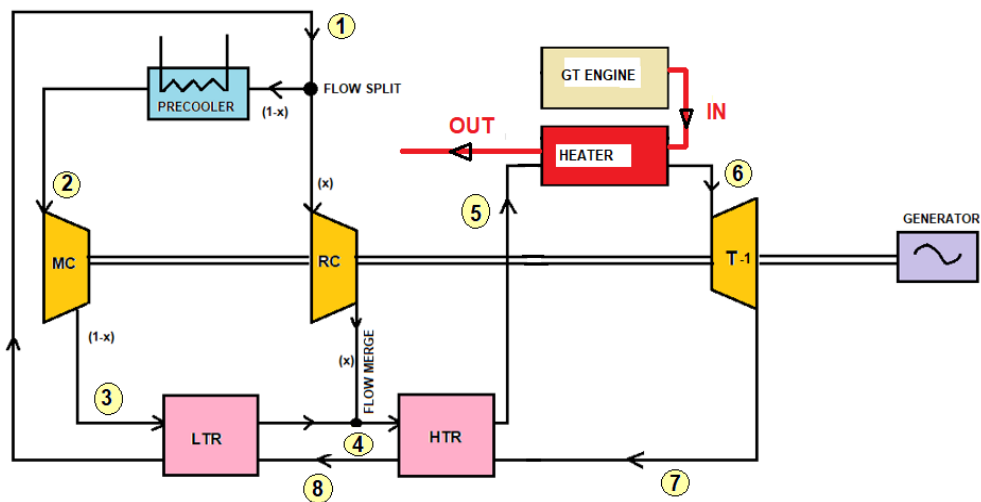 1
GT ENGINE
IN
PRECOOLER
FLOW SPLIT
(1-x)
OUT
HEATER
2
(x)
6
5
GENERATOR
MC
RC
T-1
(1-x)
(x)
FLOW MERGE
3
LTR
4
HTR
8
7